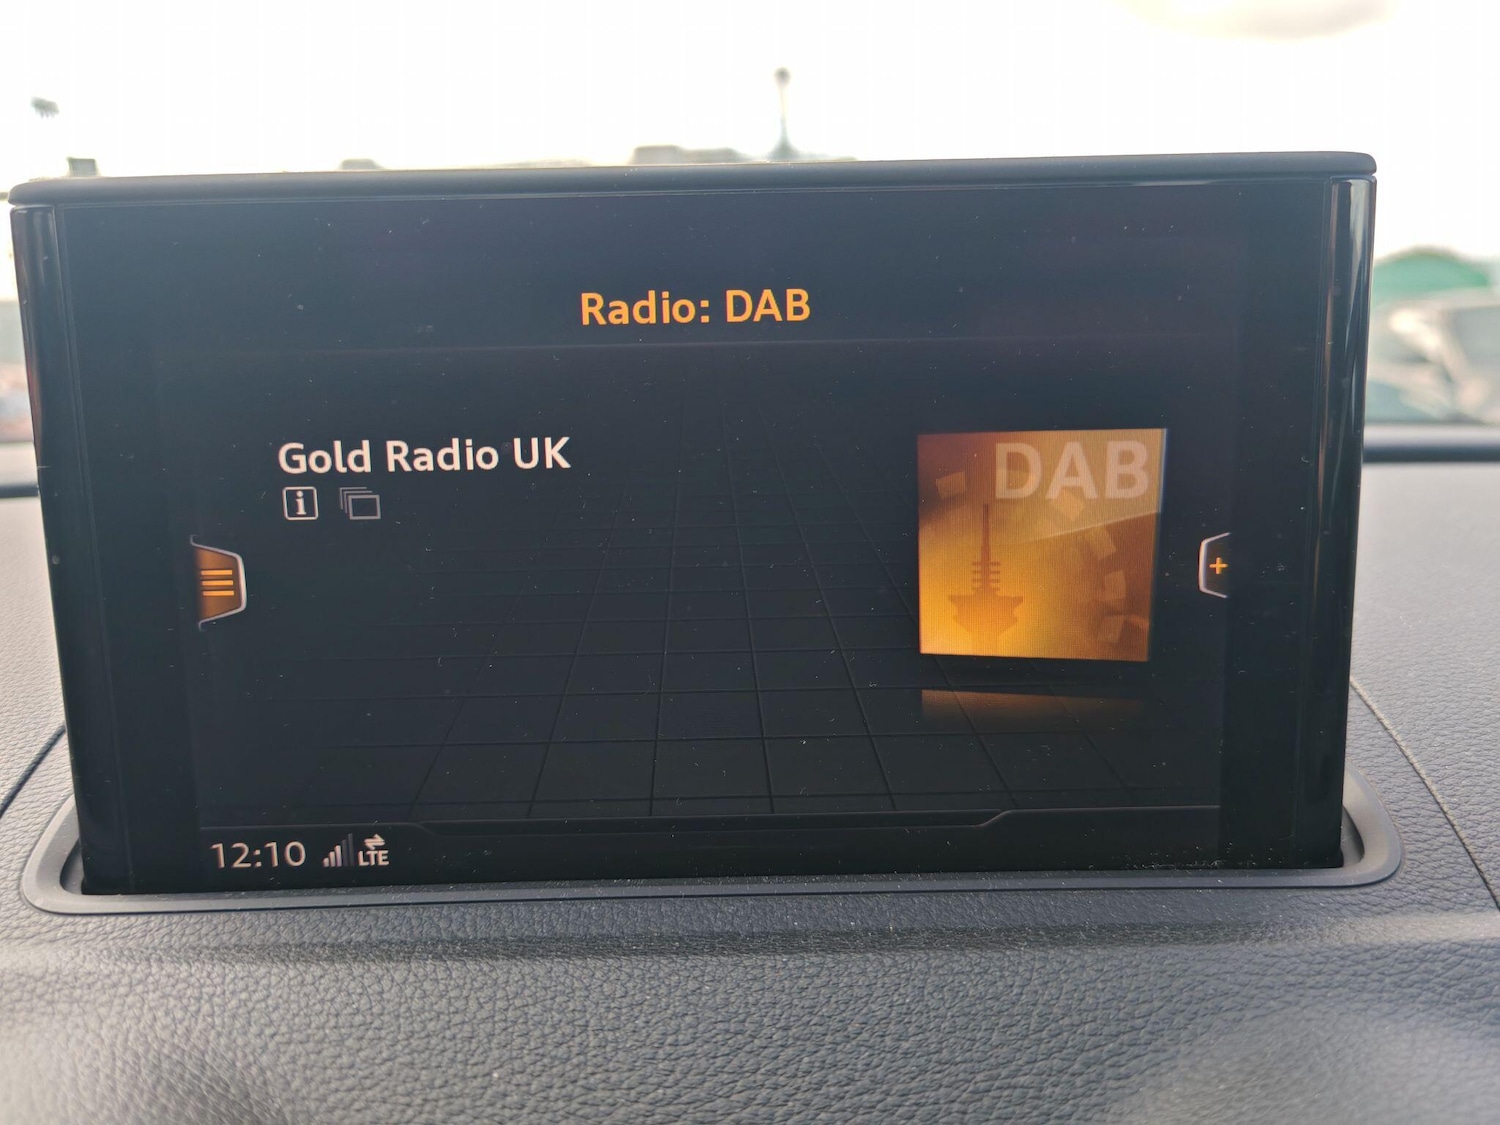 Radio: DAB
Gold Radio UK
i
DAB
12:10 LTE